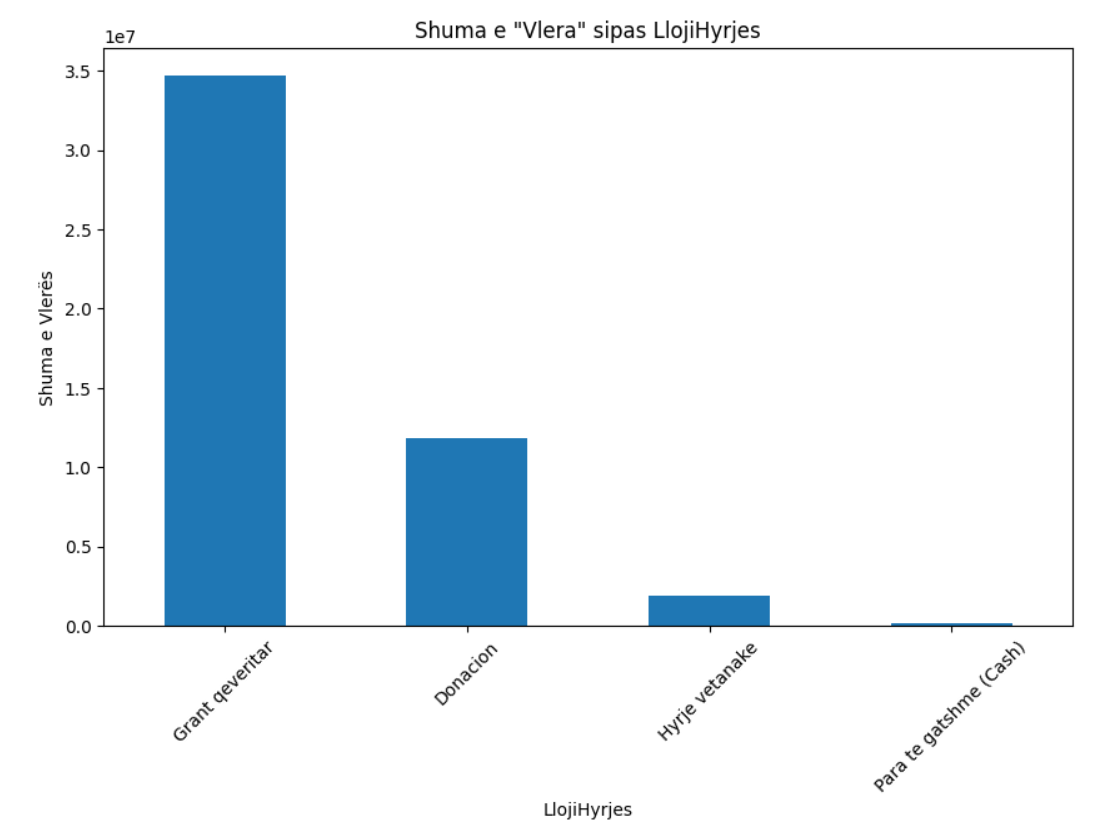 Shuma e "Vlera" sipas LlojiHyrjes
1e7
3.5
3.0
2.5
2.0
1.5
1.0
0.5
0.0
Shuma e Vlerës
Grant qeveritar
Donacion
Hyrje vetanake
Para te gatshme (Cash)
LlojiHyrjes